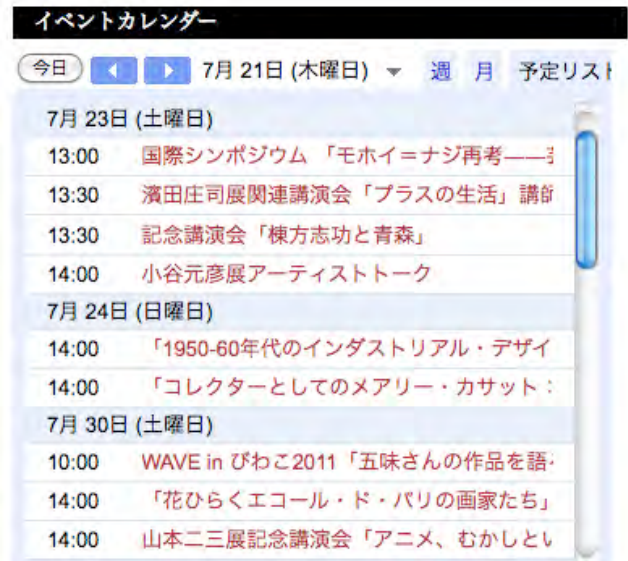 イベントカレンダー
今日 7月 21日 (木曜日) 週 月 予定リスト
7月 23日 (土曜日)
13:00 国際シンポジウム 「モホイ＝ナジ再考――
13:30 濱田庄司展関連講演会「プラスの生活」講師
13:30 記念講演会「棟方志功と青森」
14:00 小谷元彦展アーティストトーク
7月 24日 (日曜日)
14:00 「1950-60年代のインダストリアル・デザイ
14:00 「コレクターとしてのメアリー・カサット：
7月 30日 (土曜日)
10:00 WAVE in びわこ2011「五味さんの作品を語
14:00 「花ひらくエコール・ド・パリの画家たち」
14:00 山本二三展記念講演会「アニメ、むかしとい